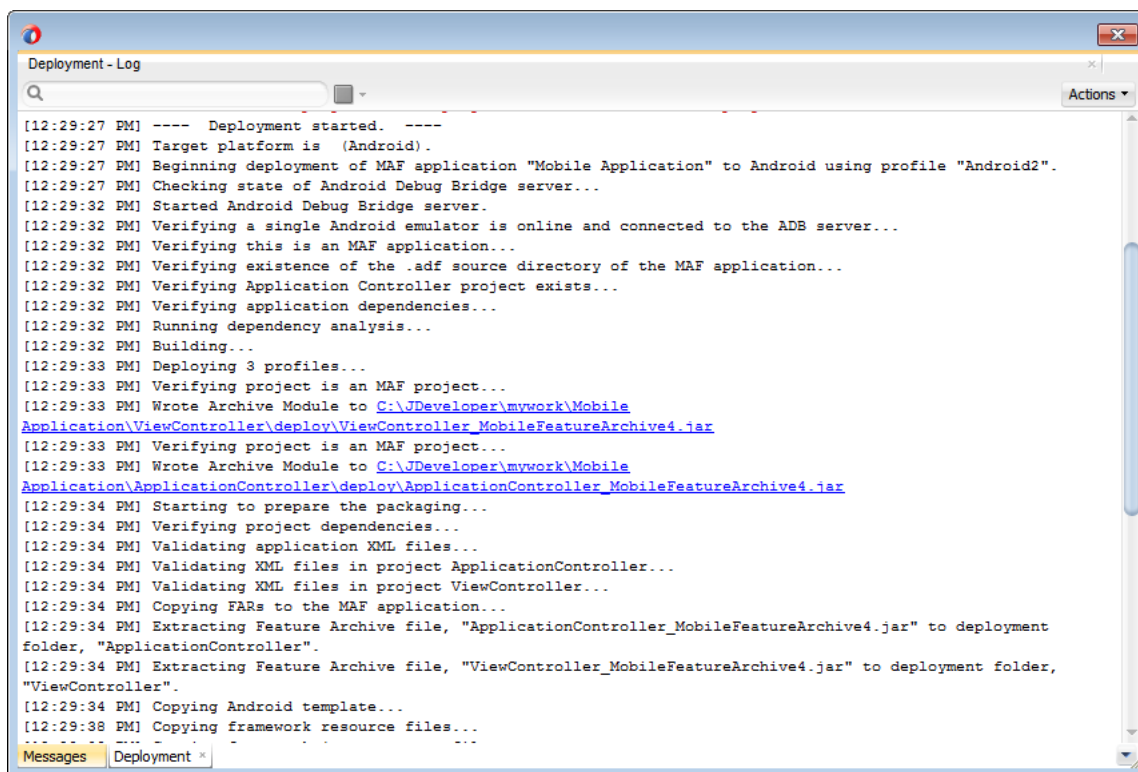 Deployment - Log
Actions
[12:29:27 PM] ----  Deployment started.  ----
[12:29:27 PM] Target platform is  (Android).
[12:29:27 PM] Beginning deployment of MAF application "Mobile Application" to Android using profile "Android2".
[12:29:27 PM] Checking state of Android Debug Bridge server...
[12:29:32 PM] Started Android Debug Bridge server.
[12:29:32 PM] Verifying a single Android emulator is online and connected to the ADB server...
[12:29:32 PM] Verifying this is an MAF application...
[12:29:32 PM] Verifying existence of the .adf source directory of the MAF application...
[12:29:32 PM] Verifying Application Controller project exists...
[12:29:32 PM] Verifying application dependencies...
[12:29:32 PM] Running dependency analysis...
[12:29:32 PM] Building...
[12:29:33 PM] Deploying 3 profiles...
[12:29:33 PM] Verifying project is an MAF project...
[12:29:33 PM] Wrote Archive Module to C:\JDeveloper\mywork\Mobile
Application\ViewController\deploy\ViewController_MobileFeatureArchive4.jar
[12:29:33 PM] Verifying project is an MAF project...
[12:29:33 PM] Wrote Archive Module to C:\JDeveloper\mywork\Mobile
Application\ApplicationController\deploy\ApplicationController_MobileFeatureArchive4.jar
[12:29:34 PM] Starting to prepare the packaging...
[12:29:34 PM] Verifying project dependencies...
[12:29:34 PM] Validating application XML files...
[12:29:34 PM] Validating XML files in project ApplicationController...
[12:29:34 PM] Validating XML files in project ViewController...
[12:29:34 PM] Copying FARs to the MAF application...
[12:29:34 PM] Extracting Feature Archive file, "ApplicationController_MobileFeatureArchive4.jar" to deployment
folder, "ApplicationController".
[12:29:34 PM] Extracting Feature Archive file, "ViewController_MobileFeatureArchive4.jar" to deployment folder,
"ViewController".
[12:29:34 PM] Copying Android template...
[12:29:38 PM] Copying framework resource files...
Messages
Deployment